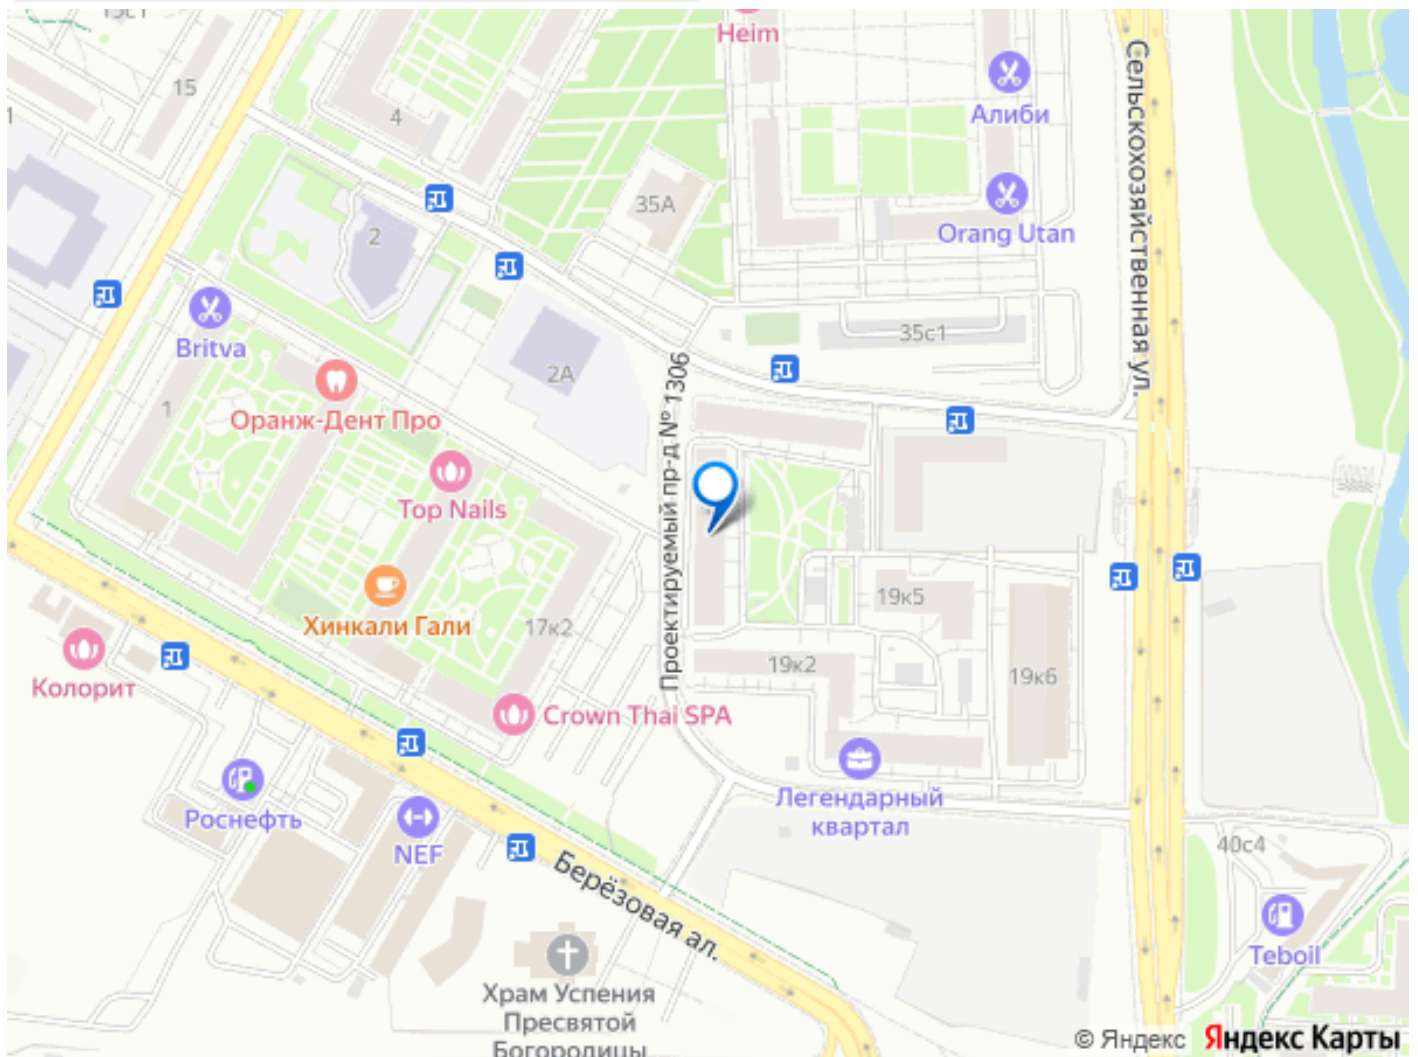 15с1
Heim
Сельскохозяйственная ул.
15
Алиби
4
1
35А
Orang Utan
2
Britva
35с1
2А
Проектируемый пр-д № 1306
Оранж-Дент Про
1
Top Nails
19к5
Хинкали Гали
17к2
19к2
19к6
Колорит
Crown Thai SPA
Легендарный
квартал
Роснефть
NEF
40с4
Берёзовая ал.
Teboil
Храм Успения
Пресвятой
Богородицы
© Яндекс Яндекс Карты